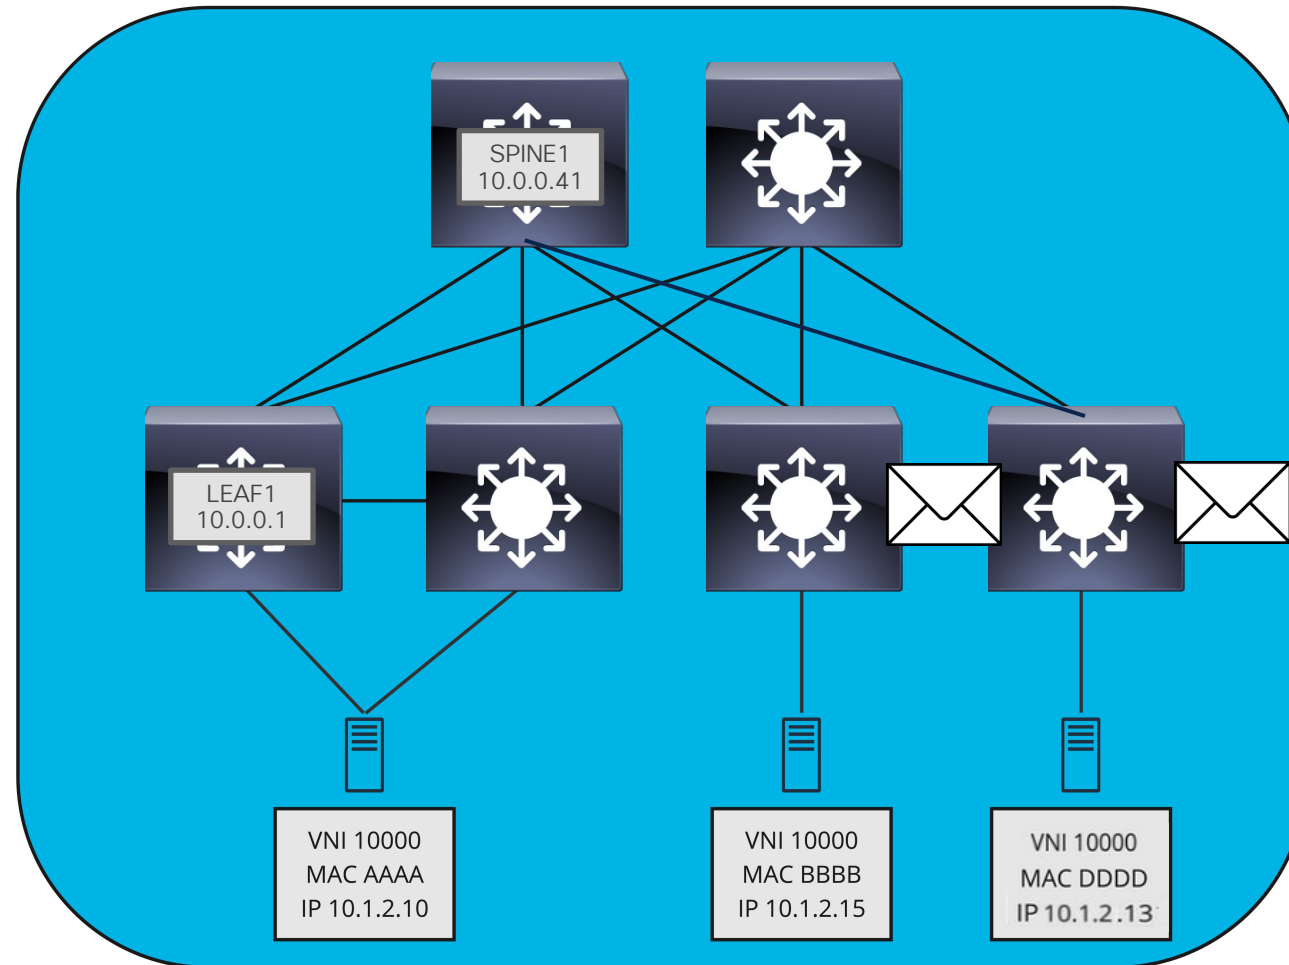 SPINE1
10.0.0.41
LEAF1
10.0.0.1
VNI 10000
MAC AAAA
IP 10.1.2.10
VNI 10000
MAC BBBB
IP 10.1.2.15
VNI 10000
MAC DDDD
IP 10.1.2.13